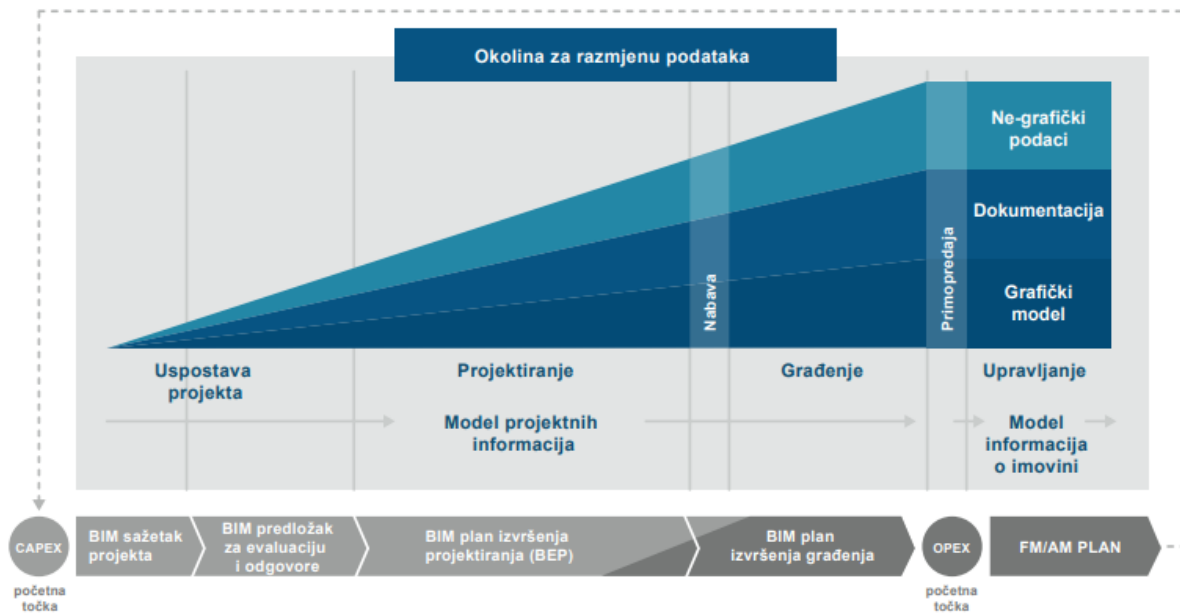 Okolina za razmjenu podataka
Ne-grafički
podaci
Dokumentacija
Grafički
model
Nabava
Primopredaja
Uspostava
projekta
Projektiranje
Građenje
Upravljanje
Model projektnih
informacija
Model
informacija
o imovini
CAPEX
početna
točka
BIM sažetak
projekta
BIM predložak
za evaluaciju
i odgovore
BIM plan izvršenja
projektiranja (BEP)
BIM plan
izvršenja građenja
OPEX
početna
točka
FM/AM PLAN